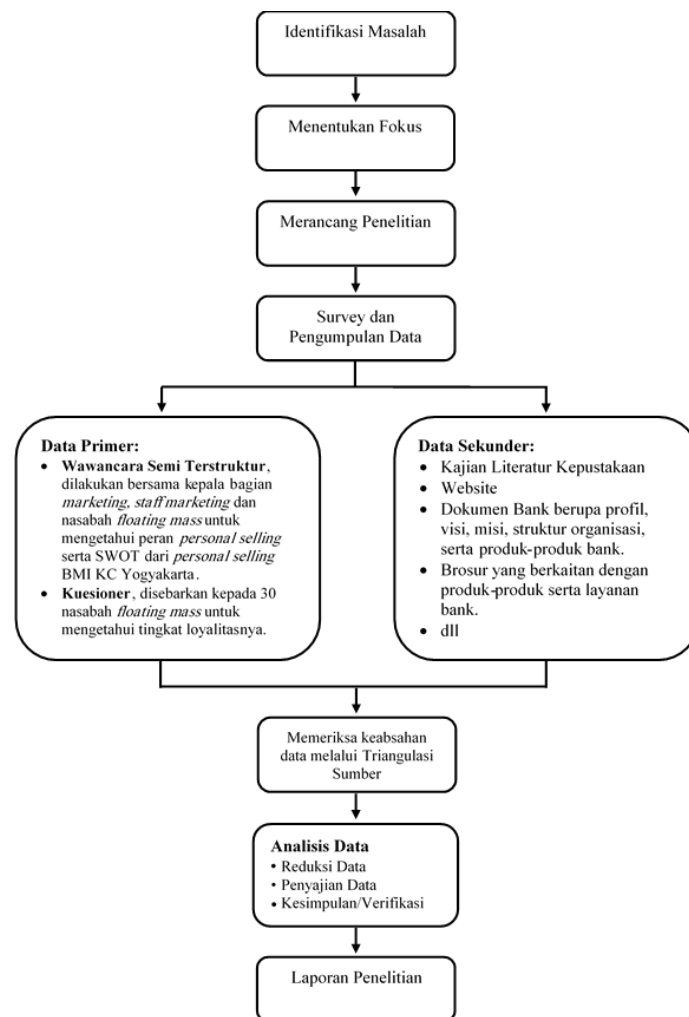 Identifikasi Masalah
Menentukan Fokus
Merancang Penelitian
Survey dan
Pengumpulan Data
Data Primer:
• Wawancara Semi Terstruktur,
dilakukan bersama kepala bagian
marketing, staff marketing dan
nasabah floating mass untuk
mengetahui peran personal selling
serta SWOT dari personal selling
BMI KC Yogyakarta.
• Kuesioner, disebarkan kepada 30
nasabah floating mass untuk
mengetahui tingkat loyalitasnya.
Data Sekunder:
• Kajian Literatur Kepustakaan
• Website
• Dokumen Bank berupa profil,
visi, misi, struktur organisasi,
serta produk-produk bank.
• Brosur yang berkaitan dengan
produk-produk serta layanan
bank.
• dll
Memeriksa keabsahan
data melalui Triangulasi
Sumber
Analisis Data
• Reduksi Data
• Penyajian Data
• Kesimpulan/Verifikasi
Laporan Penelitian